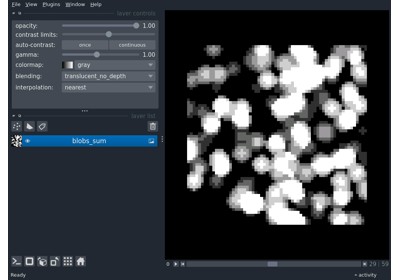 File View Plugins Window Help
layer controls
opacity: 1.00
contrast limits:
auto-contrast: once continuous
gamma: 1.00
colormap: gray
blending: translucent_no_depth
interpolation: nearest
layer list
blobs_sum
29 59
Ready
activity